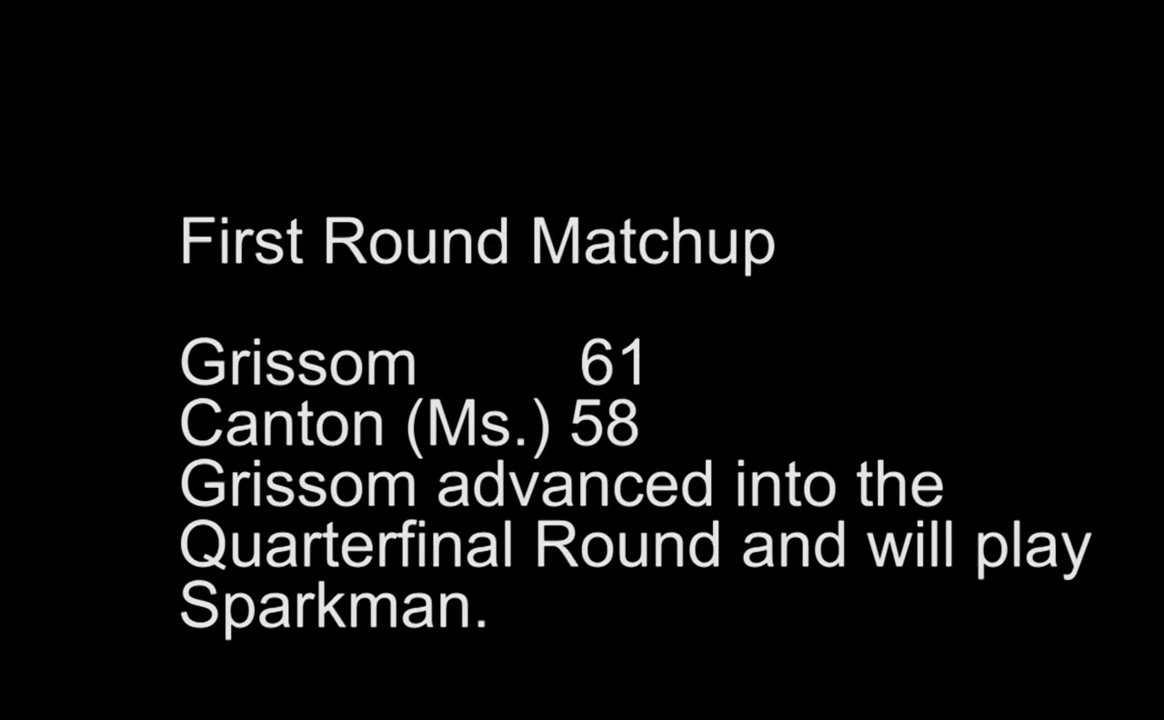 First Round Matchup
Grissom 61
Canton (Ms.) 58
Grissom advanced into the
Quarterfinal Round and will play
Sparkman.